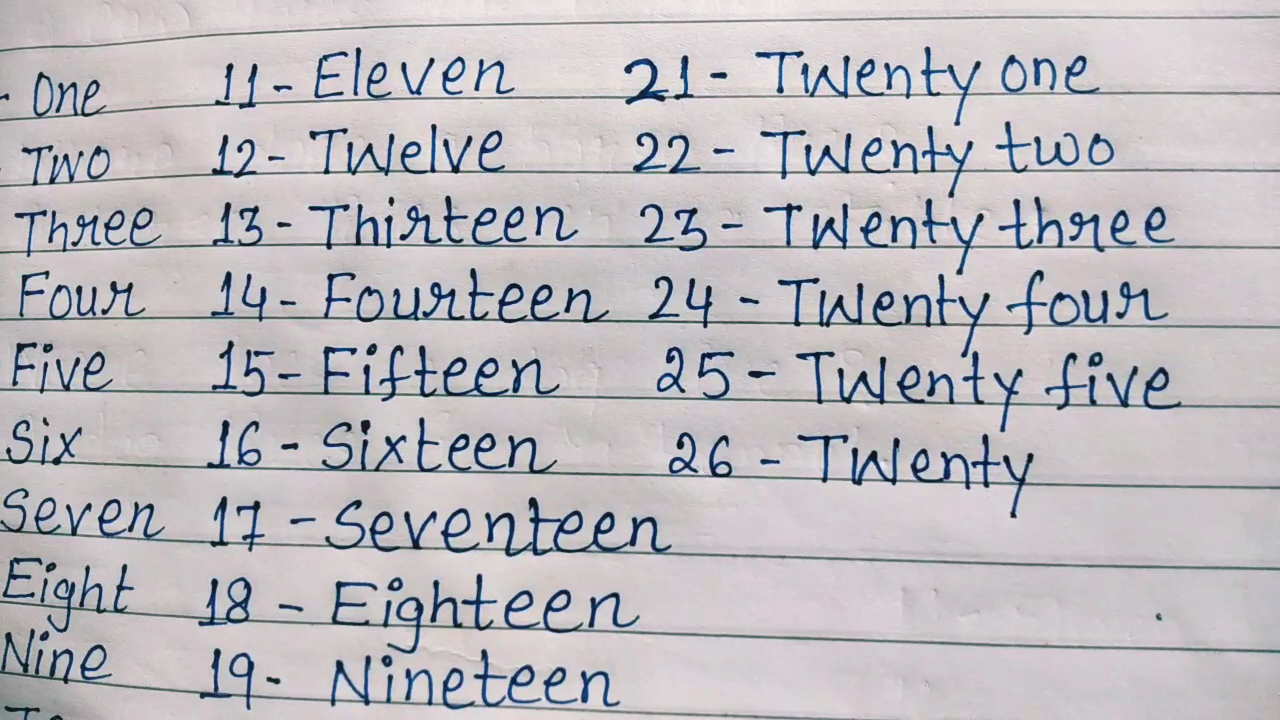 - One 11 - Eleven 21 - Twenty one
Two 12 - Twelve 22 - Twenty two
Three 13 - Thirteen 23 - Twenty three
Four 14 - Fourteen 24 - Twenty four
Five 15 - Fifteen 25 - Twenty five
Six 16 - Sixteen 26 - Twenty
Seven 17 - Seventeen
Eight 18 - Eighteen
Nine 19 - Nineteen